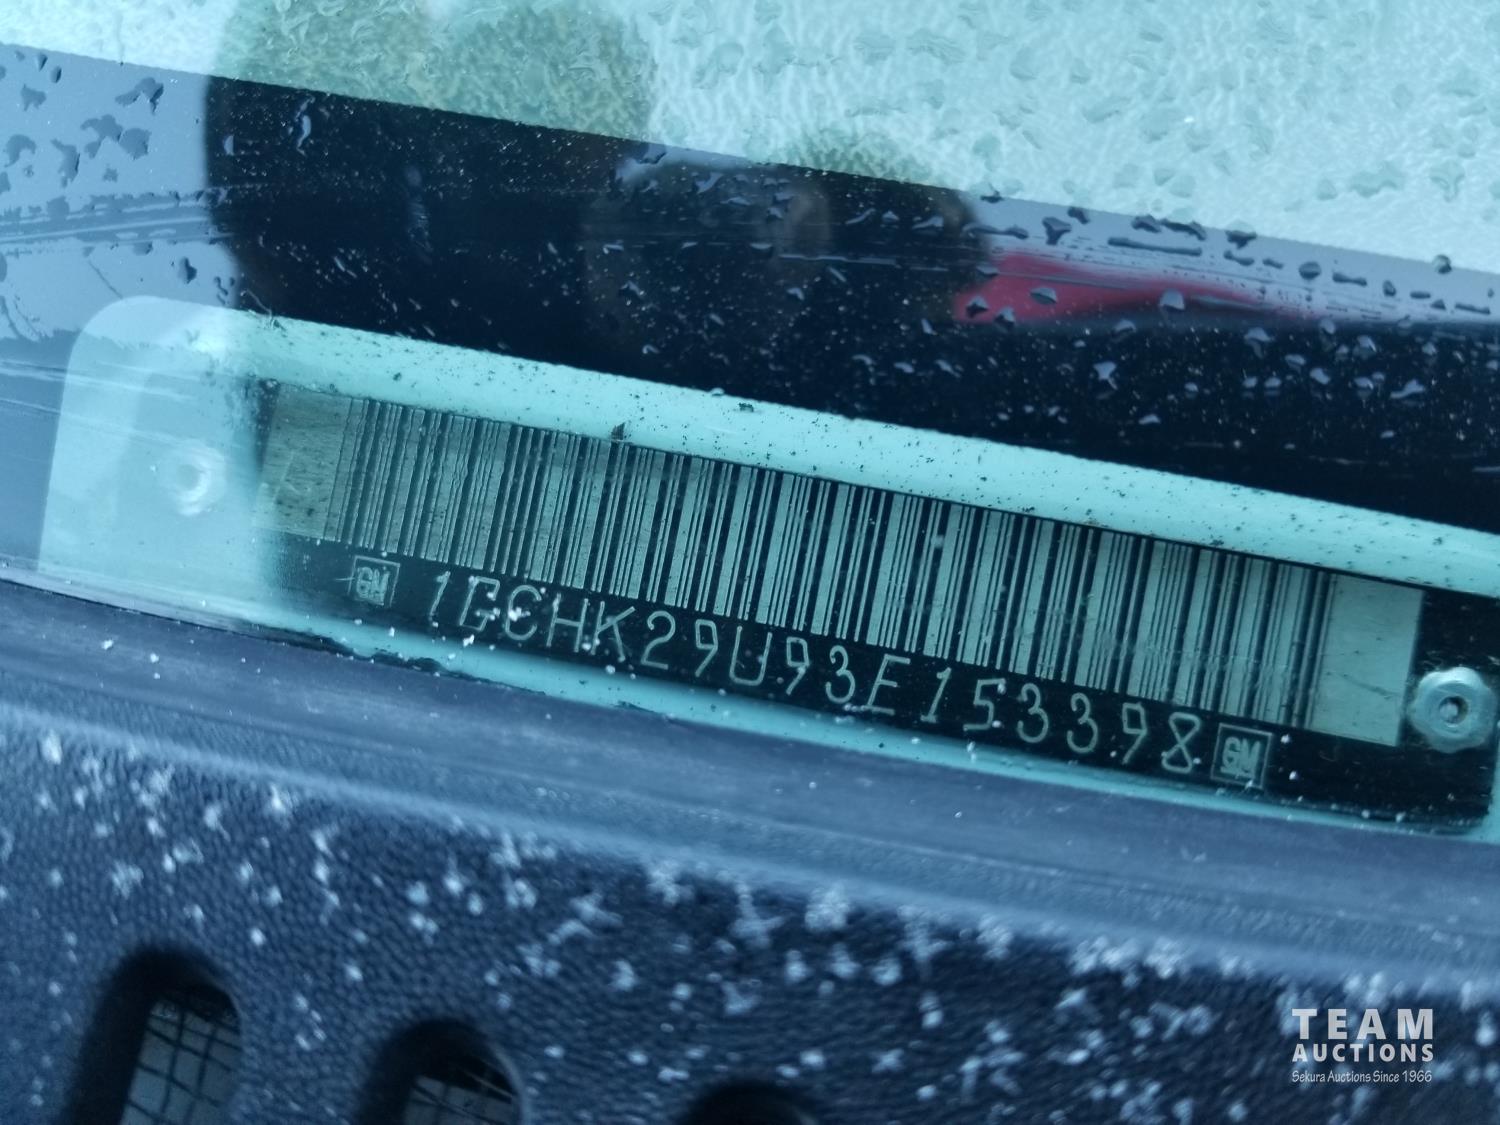 GM 1GCHK29U93E153398 GM
TEAM
AUCTIONS
Sekura Auctions Since 1966